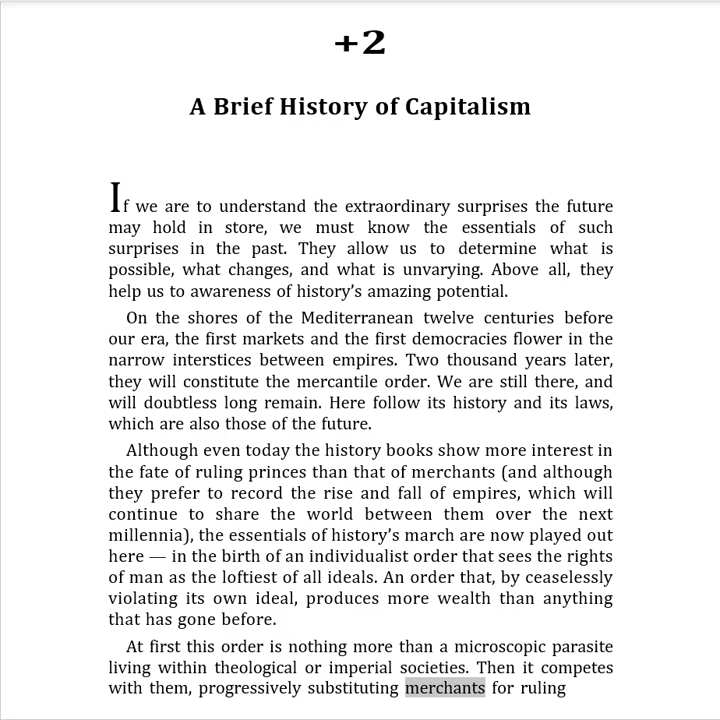 +2
A Brief History of Capitalism
If we are to understand the extraordinary surprises the future
may hold in store, we must know the essentials of such
surprises in the past. They allow us to determine what is
possible, what changes, and what is unvarying. Above all, they
help us to awareness of history’s amazing potential.
On the shores of the Mediterranean twelve centuries before
our era, the first markets and the first democracies flower in the
narrow interstices between empires. Two thousand years later,
they will constitute the mercantile order. We are still there, and
will doubtless long remain. Here follow its history and its laws,
which are also those of the future.
Although even today the history books show more interest in
the fate of ruling princes than that of merchants (and although
they prefer to record the rise and fall of empires, which will
continue to share the world between them over the next
millennia), the essentials of history’s march are now played out
here — in the birth of an individualist order that sees the rights
of man as the loftiest of all ideals. An order that, by ceaselessly
violating its own ideal, produces more wealth than anything
that has gone before.
At first this order is nothing more than a microscopic parasite
living within theological or imperial societies. Then it competes
with them, progressively substituting merchants for ruling